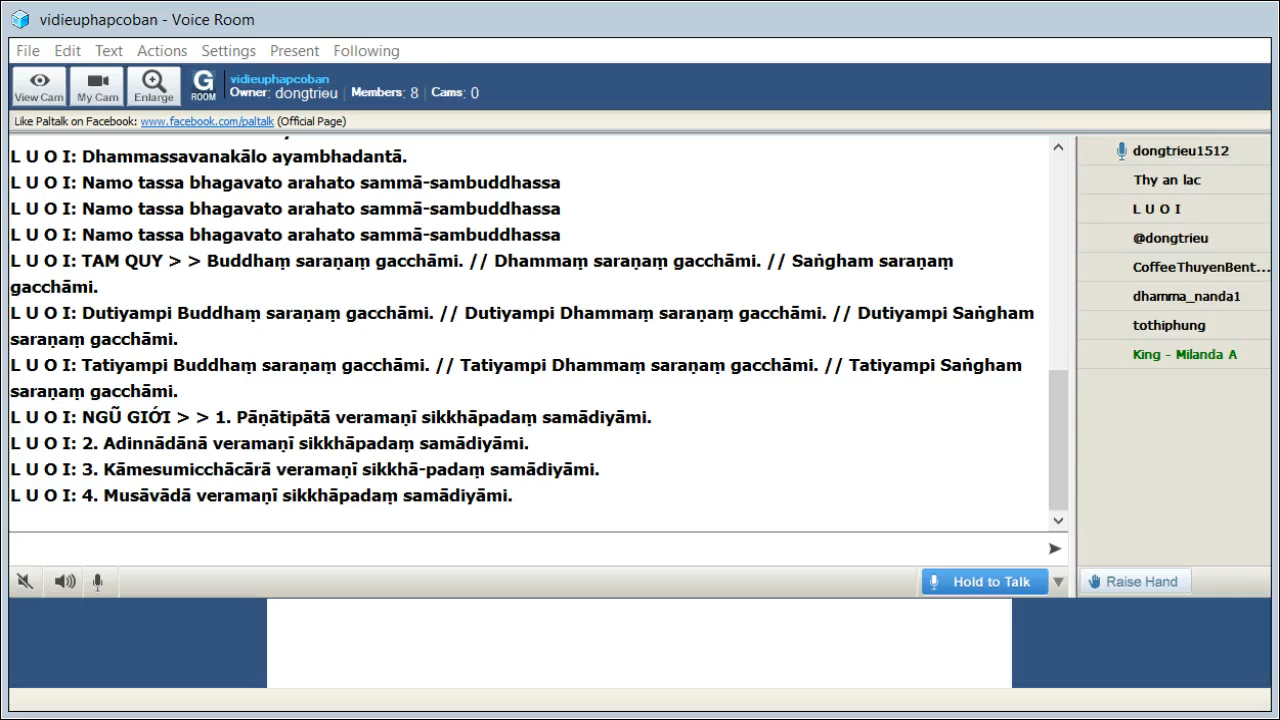 vidieuphapcoban - Voice Room
File Edit Text Actions Settings Present Following
View Cam My Cam Enlarge G ROOM vidieuphapcoban
Owner: dongtrieu | Members: 8 | Cams: 0
Like Paltalk on Facebook: www.facebook.com/paltalk (Official Page)
L U O I: Dhammassavanakālo ayambhadantā.
L U O I: Namo tassa bhagavato arahato sammā-sambuddhassa
L U O I: Namo tassa bhagavato arahato sammā-sambuddhassa
L U O I: Namo tassa bhagavato arahato sammā-sambuddhassa
L U O I: TAM QUY > > Buddhaṃ saraṇaṃ gacchāmi. // Dhammaṃ saraṇaṃ gacchāmi. // Saṅgham saraṇaṃ
gacchāmi.
L U O I: Dutiyampi Buddhaṃ saraṇaṃ gacchāmi. // Dutiyampi Dhammaṃ saraṇaṃ gacchāmi. // Dutiyampi Saṅgham
saraṇaṃ gacchāmi.
L U O I: Tatiyampi Buddhaṃ saraṇaṃ gacchāmi. // Tatiyampi Dhammaṃ saraṇaṃ gacchāmi. // Tatiyampi Saṅgham
saraṇaṃ gacchāmi.
L U O I: NGŨ GIỚI > > 1. Pāṇātipātā veramaṇī sikkhāpadaṃ samādiyāmi.
L U O I: 2. Adinnādānā veramaṇī sikkhāpadaṃ samādiyāmi.
L U O I: 3. Kāmesumicchācārā veramaṇī sikkhā-padaṃ samādiyāmi.
L U O I: 4. Musāvādā veramaṇī sikkhāpadaṃ samādiyāmi.
dongtrieu1512
Thy an lac
L U O I
@dongtrieu
CoffeeThuyenBent...
dhamma_nanda1
tothiphung
King - Milanda A
Hold to Talk
Raise Hand